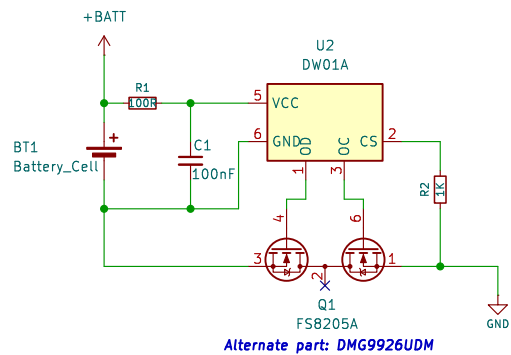 +BATT
U2
DW01A
R1
100R
5
VCC
6
GND
OD
OC
CS
2
BT1
Battery_Cell
C1
100nF
1
3
R2
1K
4
6
3
2
1
Q1
FS8205A
GND
Alternate part: DMG9926UDM